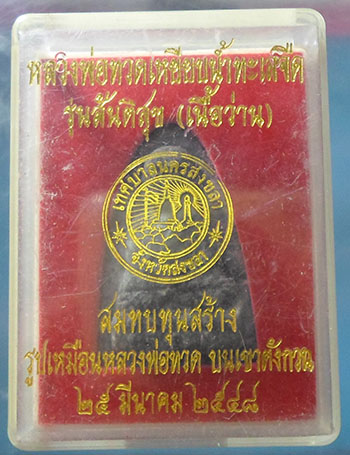 หลวงพ่อทวดเหยียบน้ำทะเลจืด
รุ่นสันติสุข (เนื้อว่าน)
เทศบาลนครสงขลา
จังหวัดสงขลา
สมทบทุนสร้าง
รูปเหมือนหลวงพ่อทวด บนเขาตังกวน
๒๕ มีนาคม ๒๕๔๘